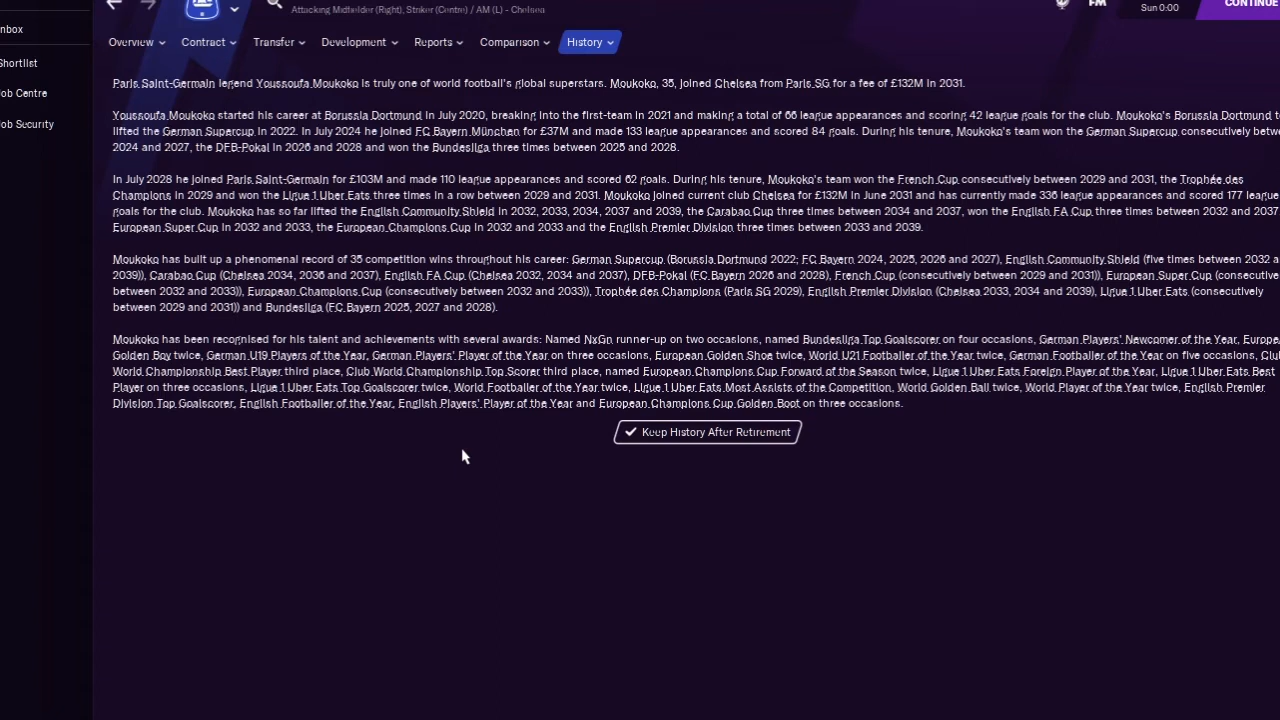 Attacking Midfielder (Right), Striker (Centre) / AM (L) - Chelsea
FM
Sun 0:00
CONTINUE
nbox
Shortlist
ob Centre
ob Security
Overview
Contract
Transfer
Development
Reports
Comparison
History
Paris Saint-Germain legend Youssoufa Moukoko is truly one of world football's global superstars. Moukoko, 35, joined Chelsea from Paris SG for a fee of £132M in 2031.
Youssoufa Moukoko started his career at Borussia Dortmund in July 2020, breaking into the first-team in 2021 and making a total of 66 league appearances and scoring 42 league goals for the club. Moukoko's Borussia Dortmund t
lifted the German Supercup in 2022. In July 2024 he joined FC Bayern München for £37M and made 133 league appearances and scored 84 goals. During his tenure, Moukoko's team won the German Supercup consecutively betw
2024 and 2027, the DFB-Pokal in 2026 and 2028 and won the Bundesliga three times between 2025 and 2028.
In July 2028 he joined Paris Saint-Germain for £103M and made 110 league appearances and scored 62 goals. During his tenure, Moukoko's team won the French Cup consecutively between 2029 and 2031, the Trophée des
Champions in 2029 and won the Ligue 1 Uber Eats three times in a row between 2029 and 2031. Moukoko joined current club Chelsea for £132M in June 2031 and has currently made 336 league appearances and scored 177 league
goals for the club. Moukoko has so far lifted the English Community Shield in 2032, 2033, 2034, 2037 and 2039, the Carabao Cup three times between 2034 and 2037, won the English FA Cup three times between 2032 and 2037
European Super Cup in 2032 and 2033, the European Champions Cup in 2032 and 2033 and the English Premier Division three times between 2033 and 2039.
Moukoko has built up a phenomenal record of 35 competition wins throughout his career: German Supercup (Borussia Dortmund 2022; FC Bayern 2024, 2025, 2026 and 2027), English Community Shield (five times between 2032 a
2039)), Carabao Cup (Chelsea 2034, 2036 and 2037), English FA Cup (Chelsea 2032, 2034 and 2037), DFB-Pokal (FC Bayern 2026 and 2028), French Cup (consecutively between 2029 and 2031)), European Super Cup (consecutive
between 2032 and 2033)), European Champions Cup (consecutively between 2032 and 2033)), Trophée des Champions (Paris SG 2029), English Premier Division (Chelsea 2033, 2034 and 2039), Ligue 1 Uber Eats (consecutively
between 2029 and 2031)) and Bundesliga (FC Bayern 2025, 2027 and 2028).
Moukoko has been recognised for his talent and achievements with several awards: Named NxGn runner-up on two occasions, named Bundesliga Top Goalscorer on four occasions, German Players' Newcomer of the Year, Europe
Golden Boy twice, German U19 Players of the Year, German Players' Player of the Year on three occasions, European Golden Shoe twice, World U21 Footballer of the Year twice, German Footballer of the Year on five occasions, Clu
World Championship Best Player third place, Club World Championship Top Scorer third place, named European Champions Cup Forward of the Season twice, Ligue 1 Uber Eats Foreign Player of the Year, Ligue 1 Uber Eats Best
Player on three occasions, Ligue 1 Uber Eats Top Goalscorer twice, World Footballer of the Year twice, Ligue 1 Uber Eats Most Assists of the Competition, World Golden Ball twice, World Player of the Year twice, English Premier
Division Top Goalscorer, English Footballer of the Year, English Players' Player of the Year and European Champions Cup Golden Boot on three occasions.
Keep History After Retirement